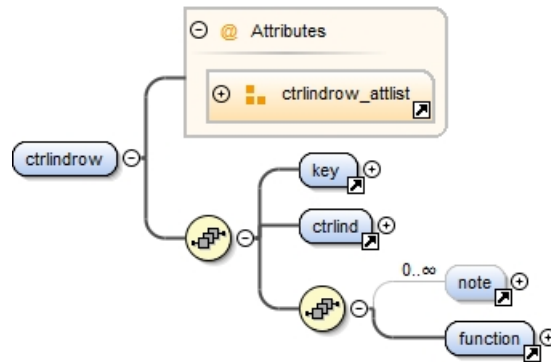 @ Attributes
ctrlindrow_attlist
ctrlindrow
key
ctrlind
0..∞
note
function